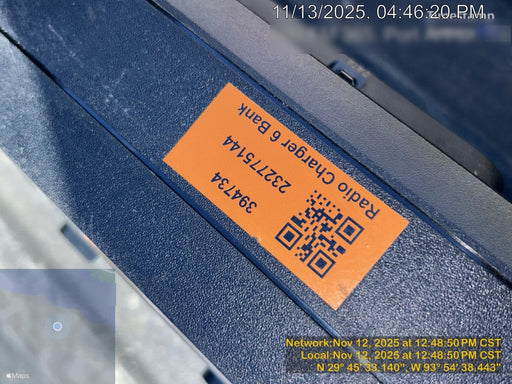 11/13/2025. 04:46:20 PM
Radio Charger 6 Bank
232775144
394734
Network: Nov 12, 2025 at 12:48:50 PM CST
Local: Nov 12, 2025 at 12:48:50 PM CST
N 29° 45' 33.140", W 93° 54' 38.443"
Maps